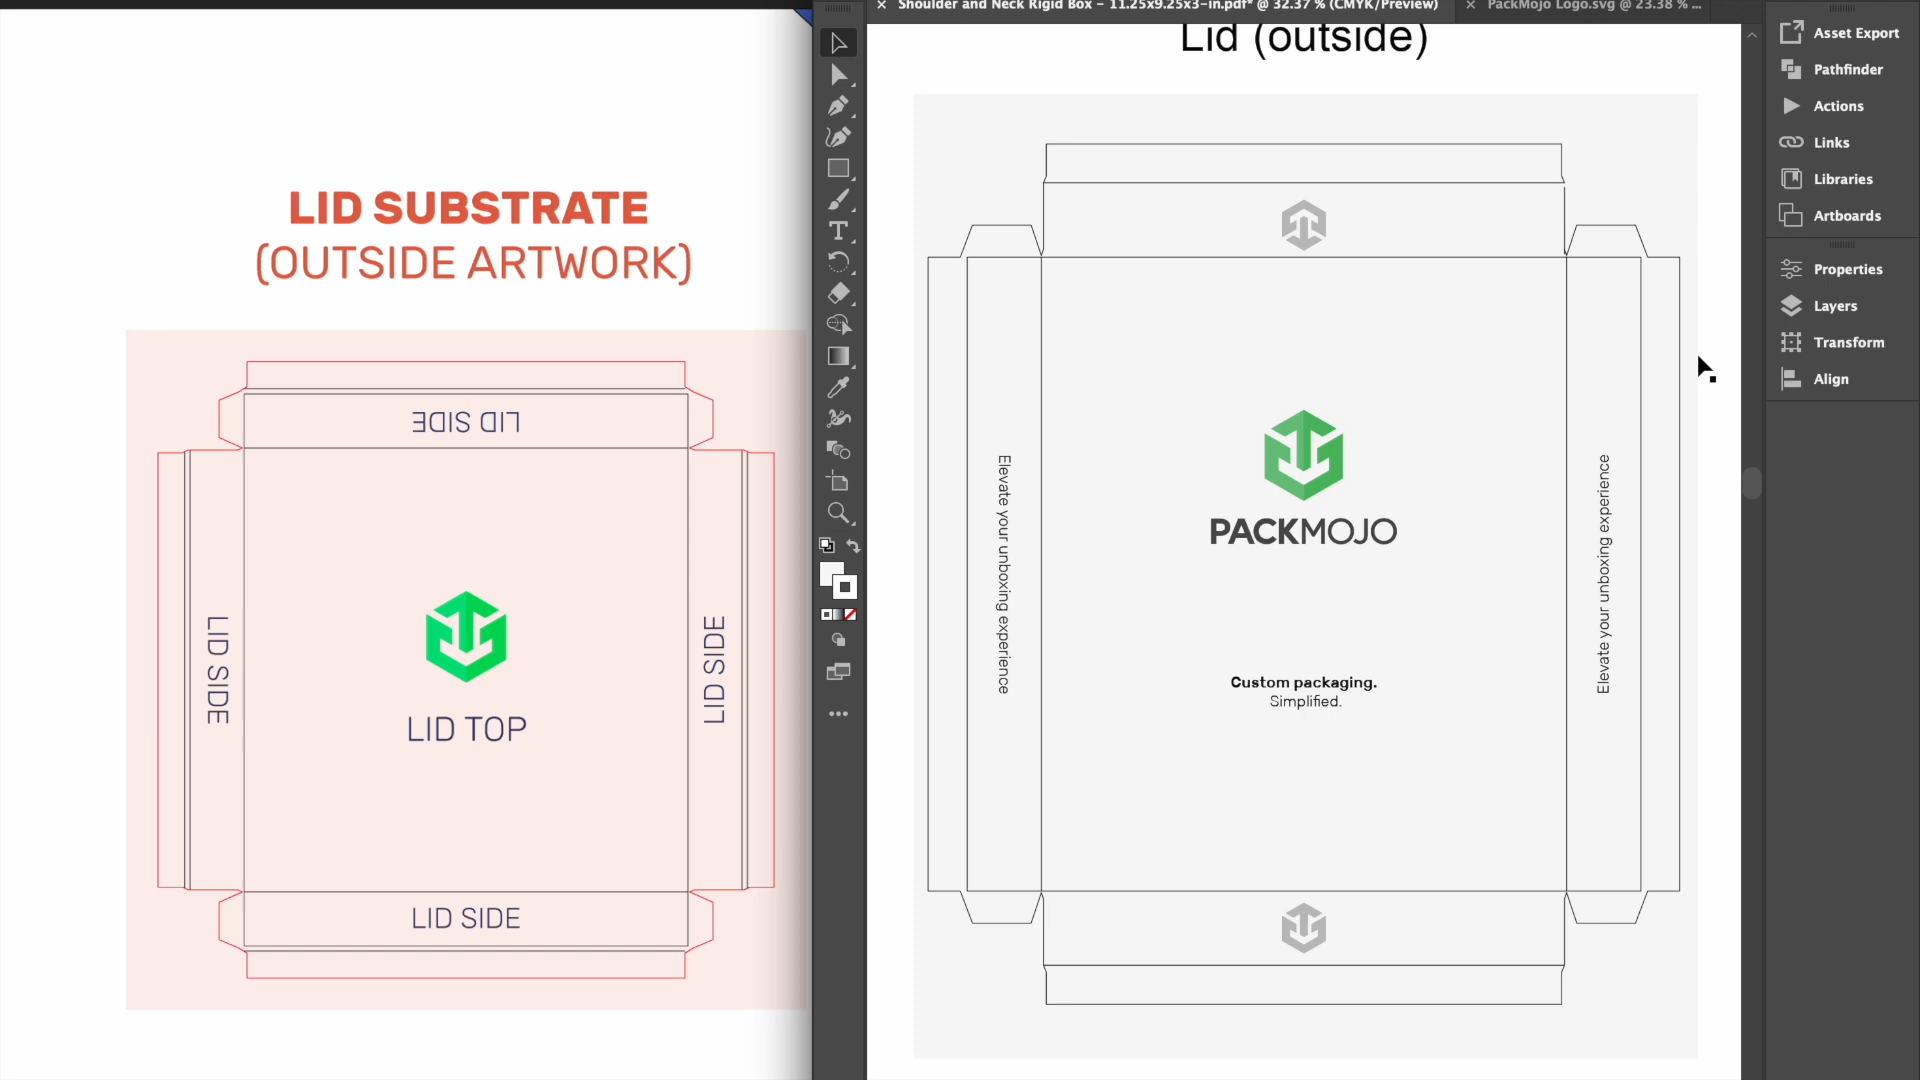 Shoulder and Neck Rigid Box - 11.25x9.25x3-in.pdf* @ 32.37 % (CMYK/Preview)
PackMojo Logo.svg @ 23.38 % ...
LID SUBSTRATE
(OUTSIDE ARTWORK)
LID SIDE
LID SIDE
LID SIDE
LID TOP
LID SIDE
Lid (outside)
Elevate your unboxing experience
Elevate your unboxing experience
PACKMOJO
Custom packaging.
Simplified.
Asset Export
Pathfinder
Actions
Links
Libraries
Artboards
Properties
Layers
Transform
Align